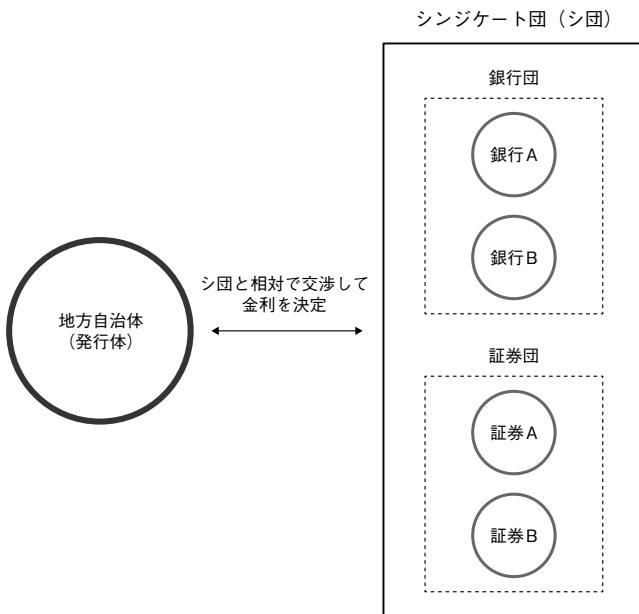 シンジケート団（シ団）
銀行団
銀行A
銀行B
シ団と相対で交渉して
金利を決定
地方自治体
（発行体）
証券団
証券A
証券B